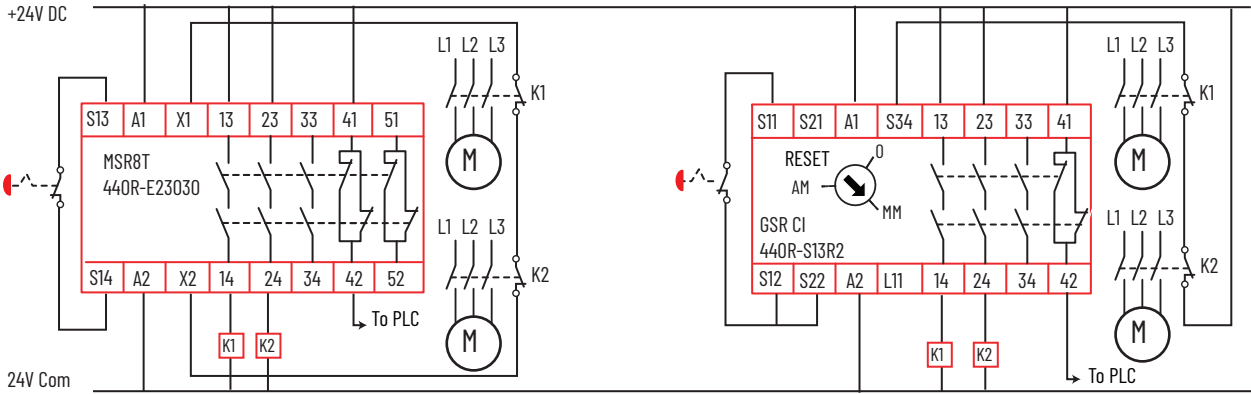 +24V DC
L1 L2 L3
K1
S13 A1 X1 13 23 33 41 51
MSR8T
440R-E23030
M
L1 L2 L3
K2
S14 A2 X2 14 24 34 42 52
To PLC
K1 K2
M
24V Com
L1 L2 L3
K1
S11 S21 A1 S34 13 23 33 41
RESET
0
AM
MM
GSR CI
440R-S13R2
M
L1 L2 L3
K2
S12 S22 A2 L11 14 24 34 42
M
K1 K2
To PLC